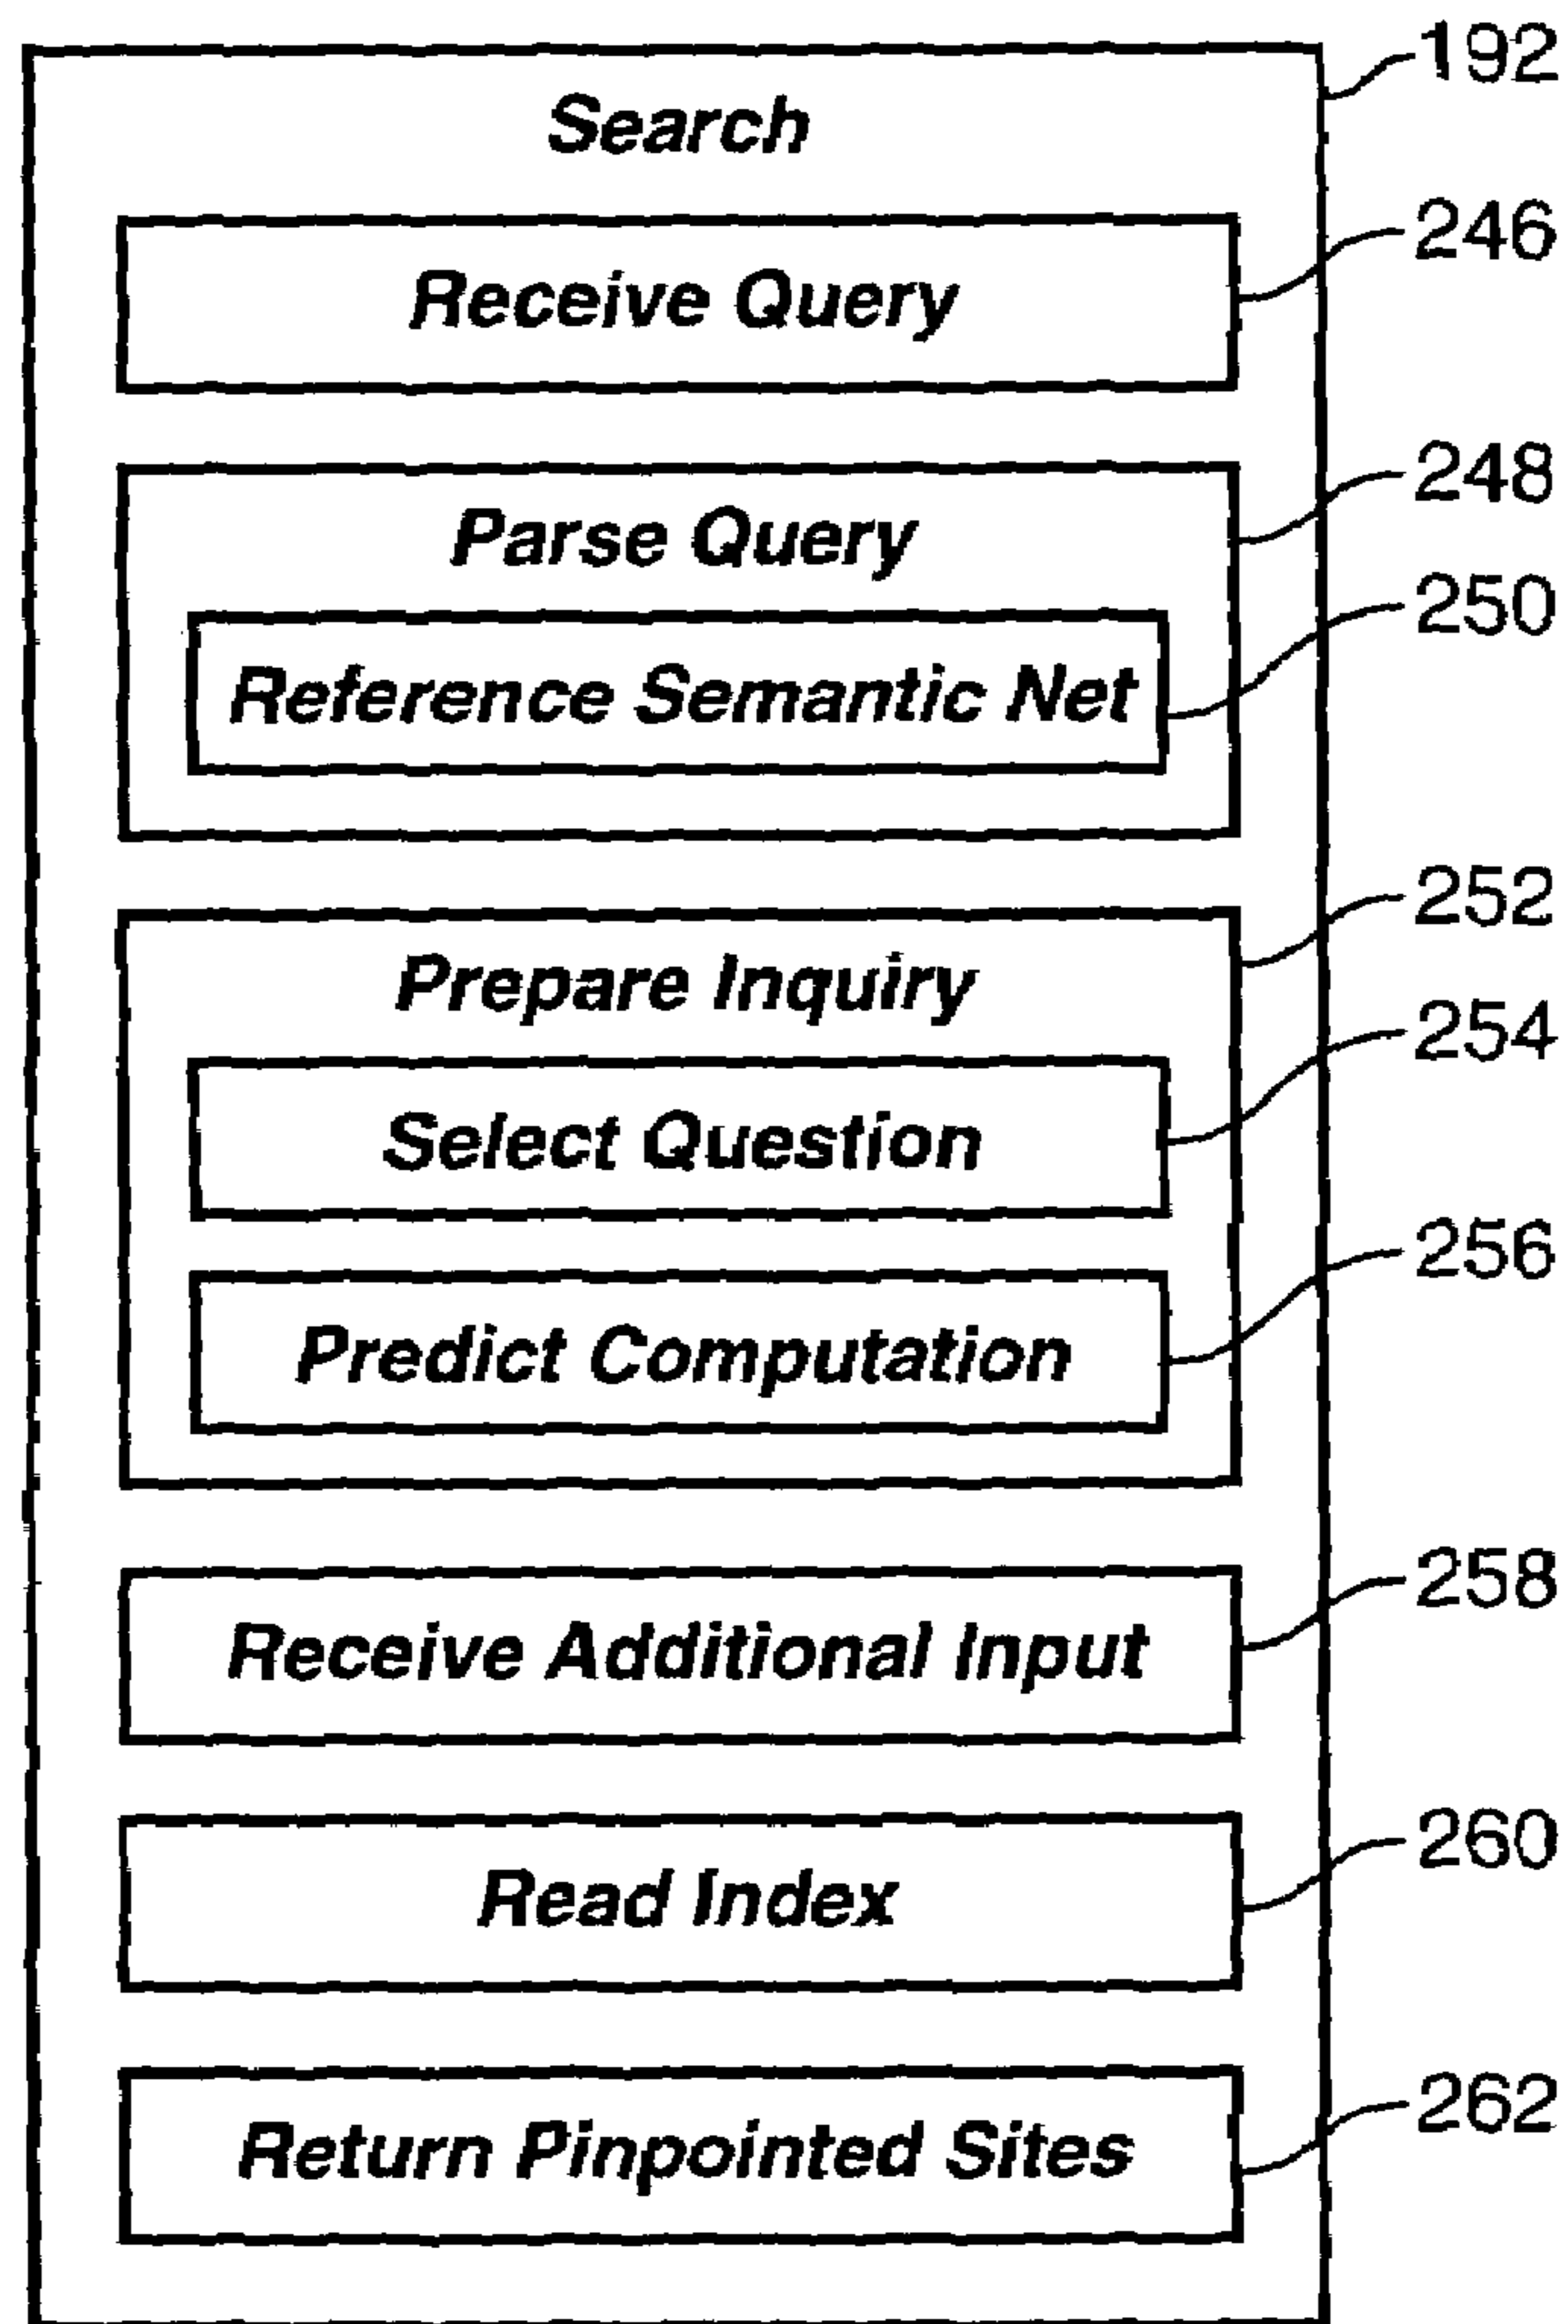 192
Search
246
Receive Query
248
Parse Query
250
Reference Semantic Net
252
Prepare Inquiry
254
Select Question
256
Predict Computation
258
Receive Additional Input
260
Read Index
262
Return Pinpointed Sites